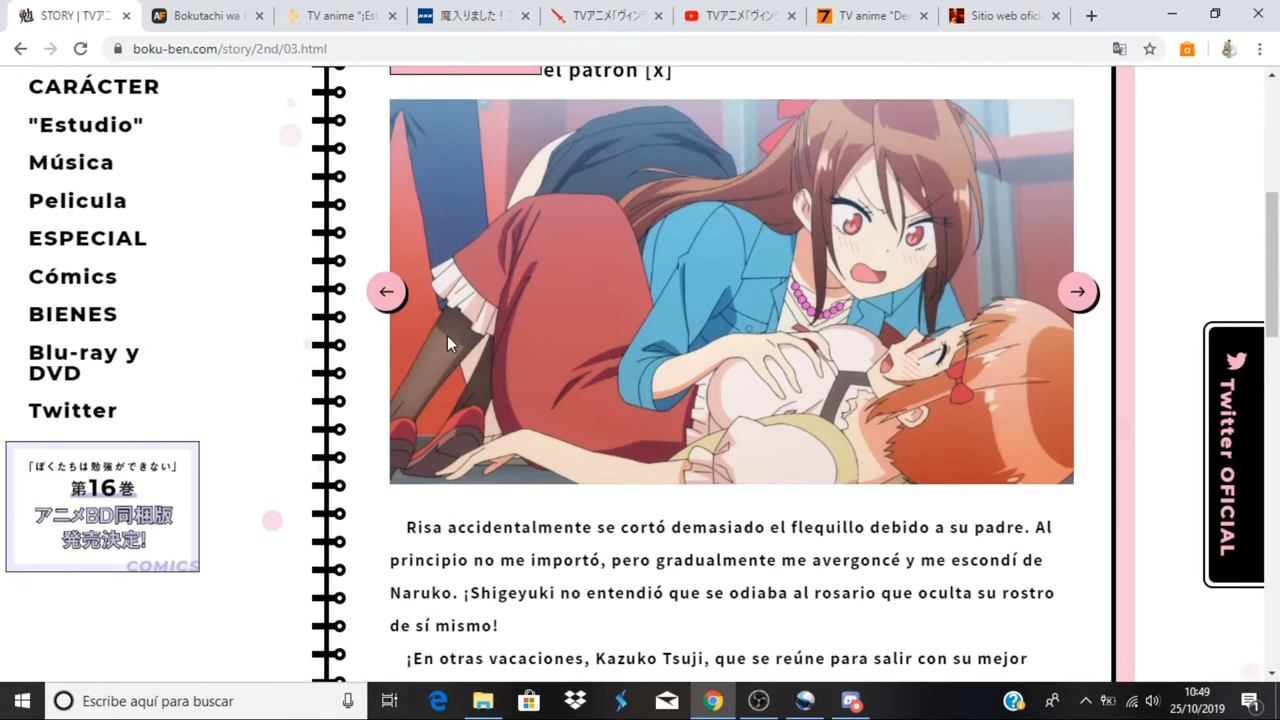 STORY | TVア
Bokutachi wa
TV anime "¡Est
魔入りました!ス
TVアニメ「ヴィンラ
TVアニメ「ヴィンラ
TV anime "De
Sitio web ofici
boku-ben.com/story/2nd/03.html
CARÁCTER
"Estudio"
Música
Pelicula
ESPECIAL
Cómics
BIENES
Blu-ray y
DVD
Twitter
「ぼくたちは勉強ができない」
第16巻
アニメBD同梱版
発売決定!
COMICS
el patrón [x]
Risa accidentalmente se cortó demasiado el flequillo debido a su padre. Al
principio no me importó, pero gradualmente me avergoncé y me escondí de
Naruko. ¡Shigeyuki no entendió que se odiaba al rosario que oculta su rostro
de sí mismo!
¡En otras vacaciones, Kazuko Tsuji, que se reúne para salir con su mejor
Twitter OFICIAL
Escribe aquí para buscar
10:49
25/10/2019